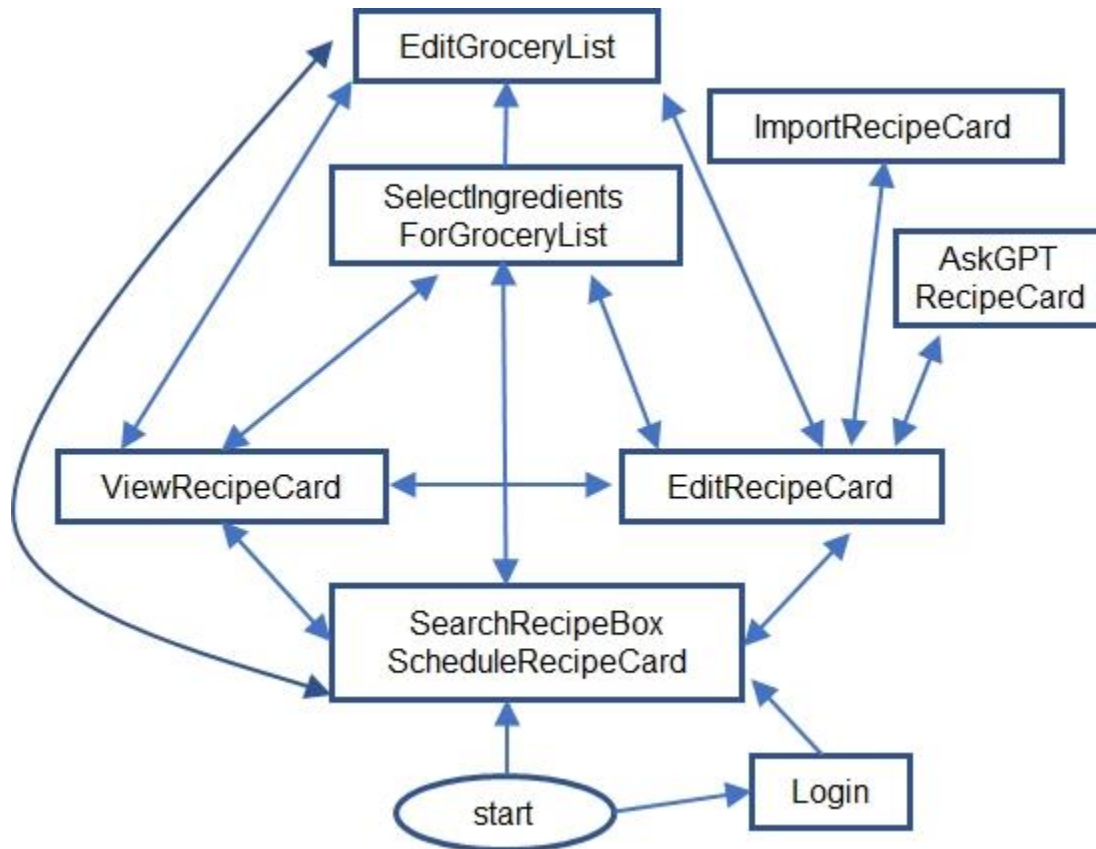 EditGroceryList
ImportRecipeCard
SelectIngredients
ForGroceryList
AskGPT
RecipeCard
ViewRecipeCard
EditRecipeCard
SearchRecipeBox
ScheduleRecipeCard
Login
start